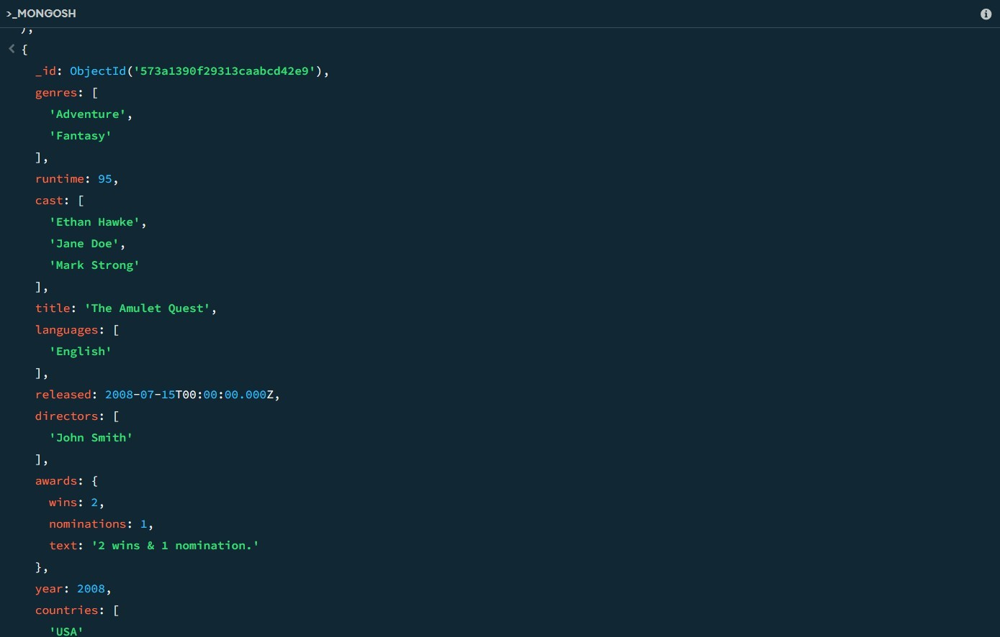 >_MONGOSH
),
{
_id: ObjectId('573a1390f29313caabcd42e9'),
genres: [
'Adventure',
'Fantasy'
],
runtime: 95,
cast: [
'Ethan Hawke',
'Jane Doe',
'Mark Strong'
],
title: 'The Amulet Quest',
languages: [
'English'
],
released: 2008-07-15T00:00:00.000Z,
directors: [
'John Smith'
],
awards: {
wins: 2,
nominations: 1,
text: '2 wins & 1 nomination.'
},
year: 2008,
countries: [
'USA'